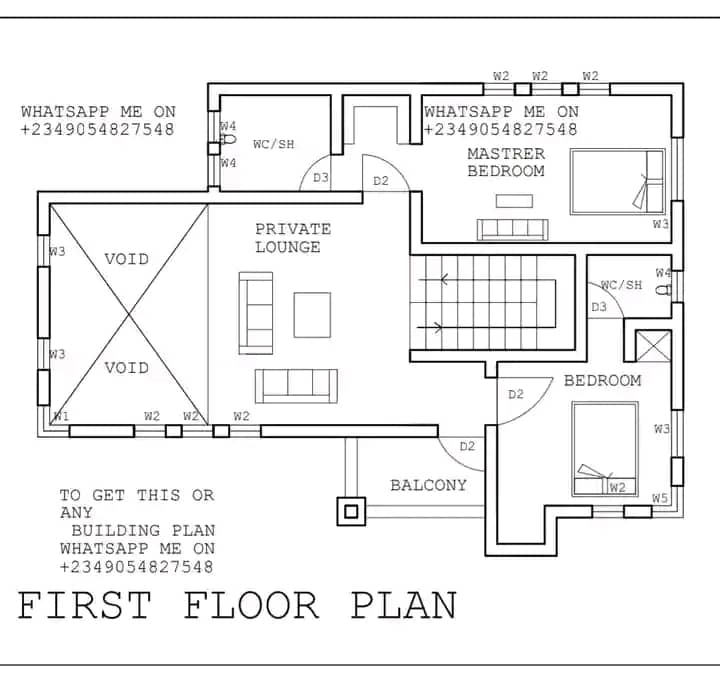 W2 W2 W2
WHATSAPP ME ON
+2349054827548
WHATSAPP ME ON
+2349054827548
W4
WC/SH
W4
D3
D2
MASTRER
BEDROOM
W3
PRIVATE
LOUNGE
W3
VOID
W4
WC/SH
D3
W3
VOID
BEDROOM
D2
W1
W2
W2
W2
W3
D2
BALCONY
W2
W5
TO GET THIS OR
ANY
BUILDING PLAN
WHATSAPP ME ON
+2349054827548
FIRST FLOOR PLAN